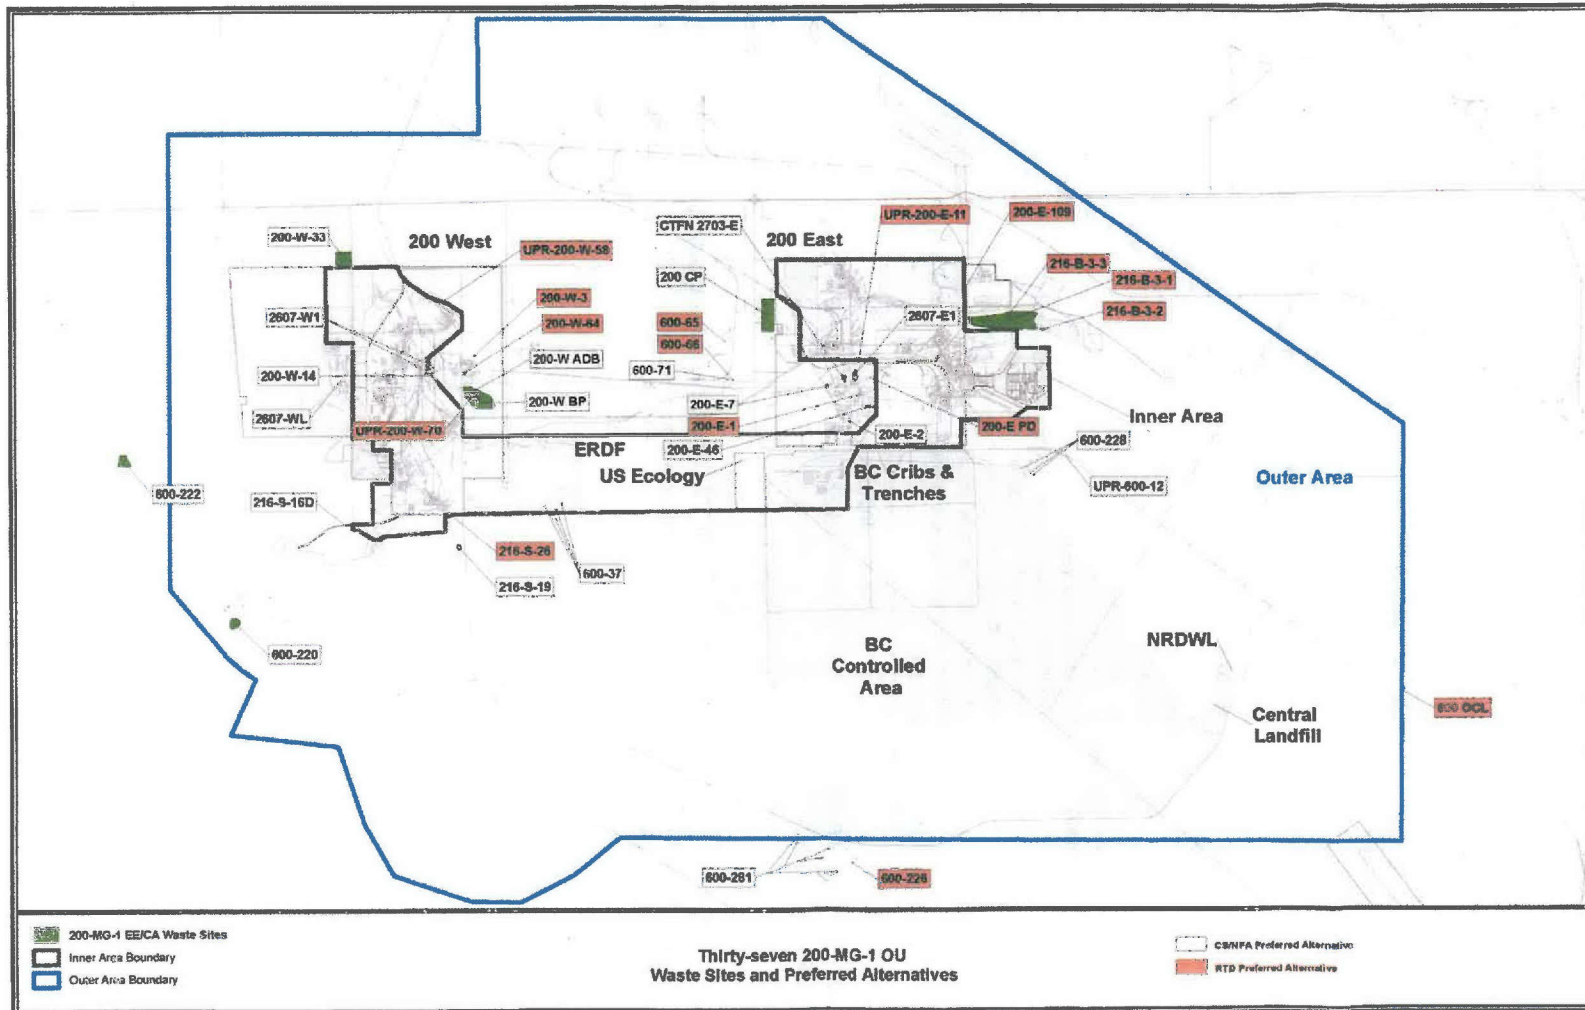 200-W-33
200 West
UPR-200-W-58
CTFN 2703-E
200 East
UPR-200-E-11
200-E-109
200 CP
216-B-3-3
216-B-3-1
216-B-3-2
2607-W1
200-W-3
200-W-64
200-W ADB
600-65
600-66
600-71
2607-E1
200-W-14
200-W BP
2607-WL
UPR-200-W-70
200-E-7
200-E-1
200-E-46
200-E-2
200-E PD
Inner Area
ERDF
US Ecology
BC Cribs &
Trenches
600-228
UPR-600-12
Outer Area
600-222
216-S-16D
216-S-26
216-S-19
600-37
600-220
BC
Controlled
Area
NRDWL
Central
Landfill
600 OCL
600-281
600-226
200-MG-1 EE/CA Waste Sites
Inner Area Boundary
Outer Area Boundary
Thirty-seven 200-MG-1 OU
Waste Sites and Preferred Alternatives
CS/NFA Preferred Alternative
RTD Preferred Alternative